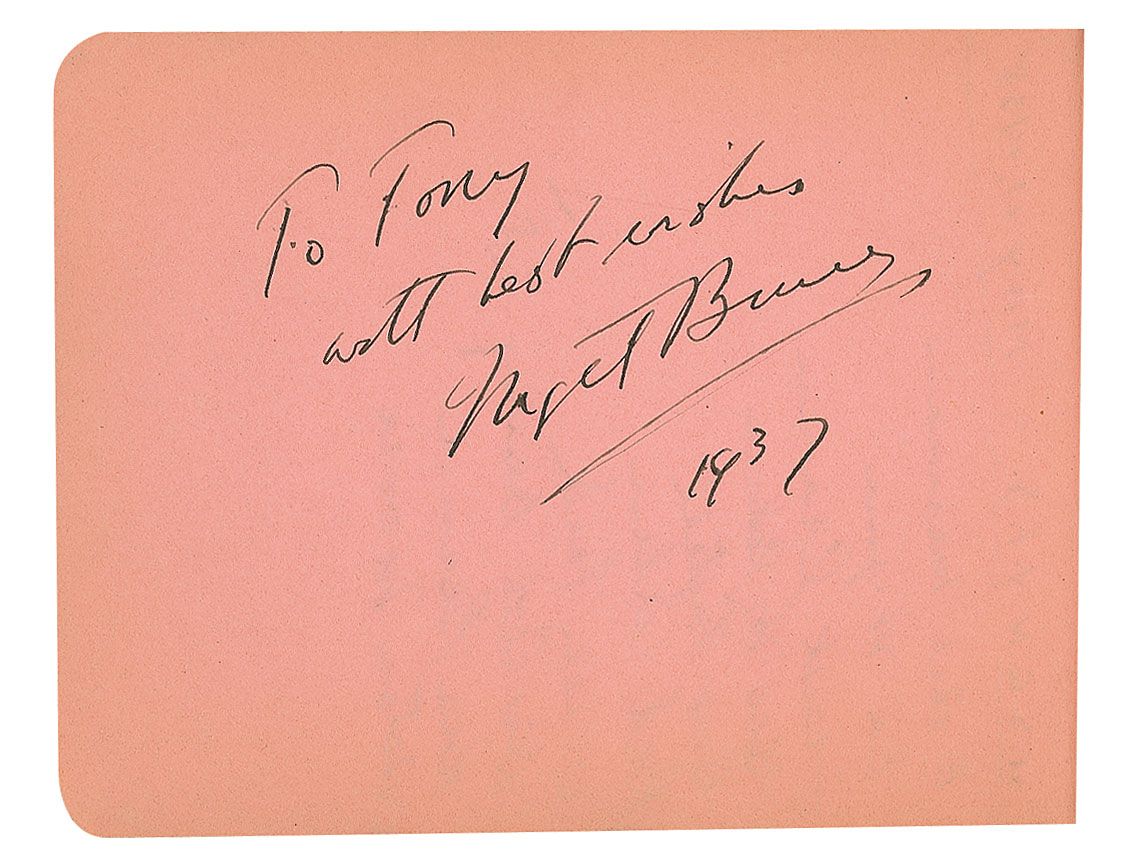 To Tony
with best wishes
Nigel Bruce
1937